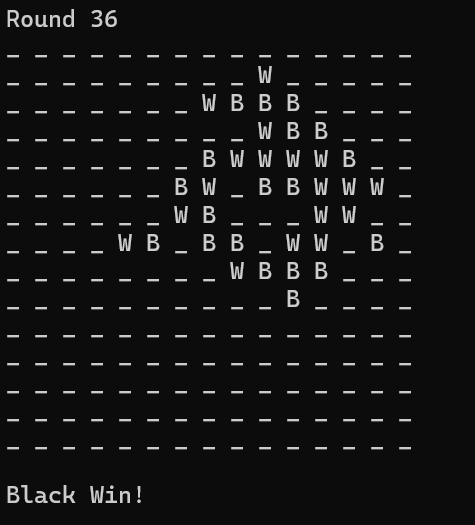 Round 36
_ _ _ _ _ _ _ _ _ _ _ _ _ _ _
_ _ _ _ _ _ _ _ _ W _ _ _ _ _
_ _ _ _ _ _ _ W B B B _ _ _ _
_ _ _ _ _ _ _ _ _ W B B _ _ _
_ _ _ _ _ _ _ B W W W W B _ _
_ _ _ _ _ _ B W _ B B W W W _
_ _ _ _ _ _ W B _ _ _ W W _ _
_ _ _ _ W B _ B B _ W W _ B _
_ _ _ _ _ _ _ _ W B B B _ _ _
_ _ _ _ _ _ _ _ _ _ B _ _ _ _
_ _ _ _ _ _ _ _ _ _ _ _ _ _ _
_ _ _ _ _ _ _ _ _ _ _ _ _ _ _
_ _ _ _ _ _ _ _ _ _ _ _ _ _ _
_ _ _ _ _ _ _ _ _ _ _ _ _ _ _
_ _ _ _ _ _ _ _ _ _ _ _ _ _ _
Black Win!